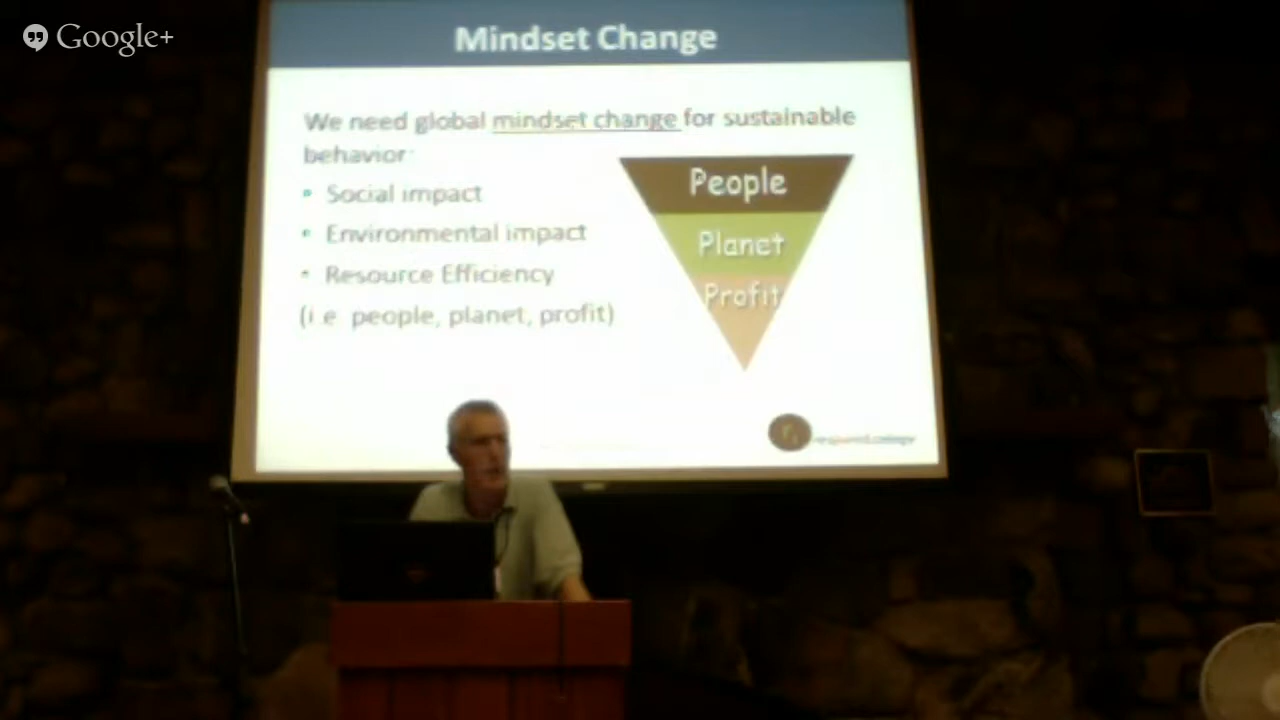 Google+
Mindset Change
We need global mindset change for sustainable
behavior:
• Social impact
• Environmental impact
• Resource Efficiency
(i.e. people, planet, profit)
People
Planet
Profit